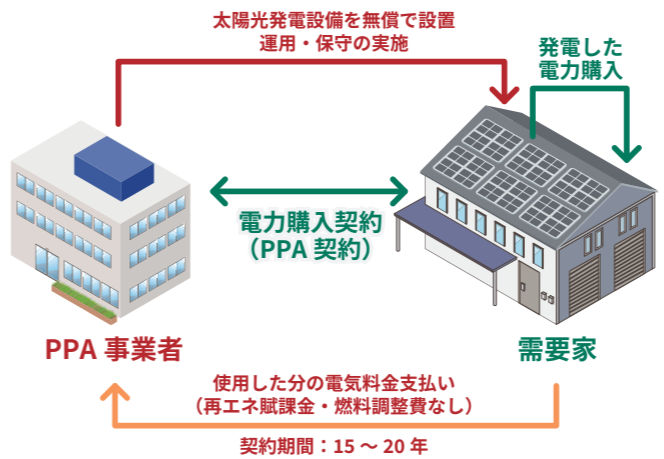 太陽光発電設備を無償で設置
運用・保守の実施
発電した
電力購入
電力購入契約
（PPA 契約）
PPA 事業者
需要家
使用した分の電気料金支払い
（再エネ賦課金・燃料調整費なし）
契約期間：15 〜 20 年